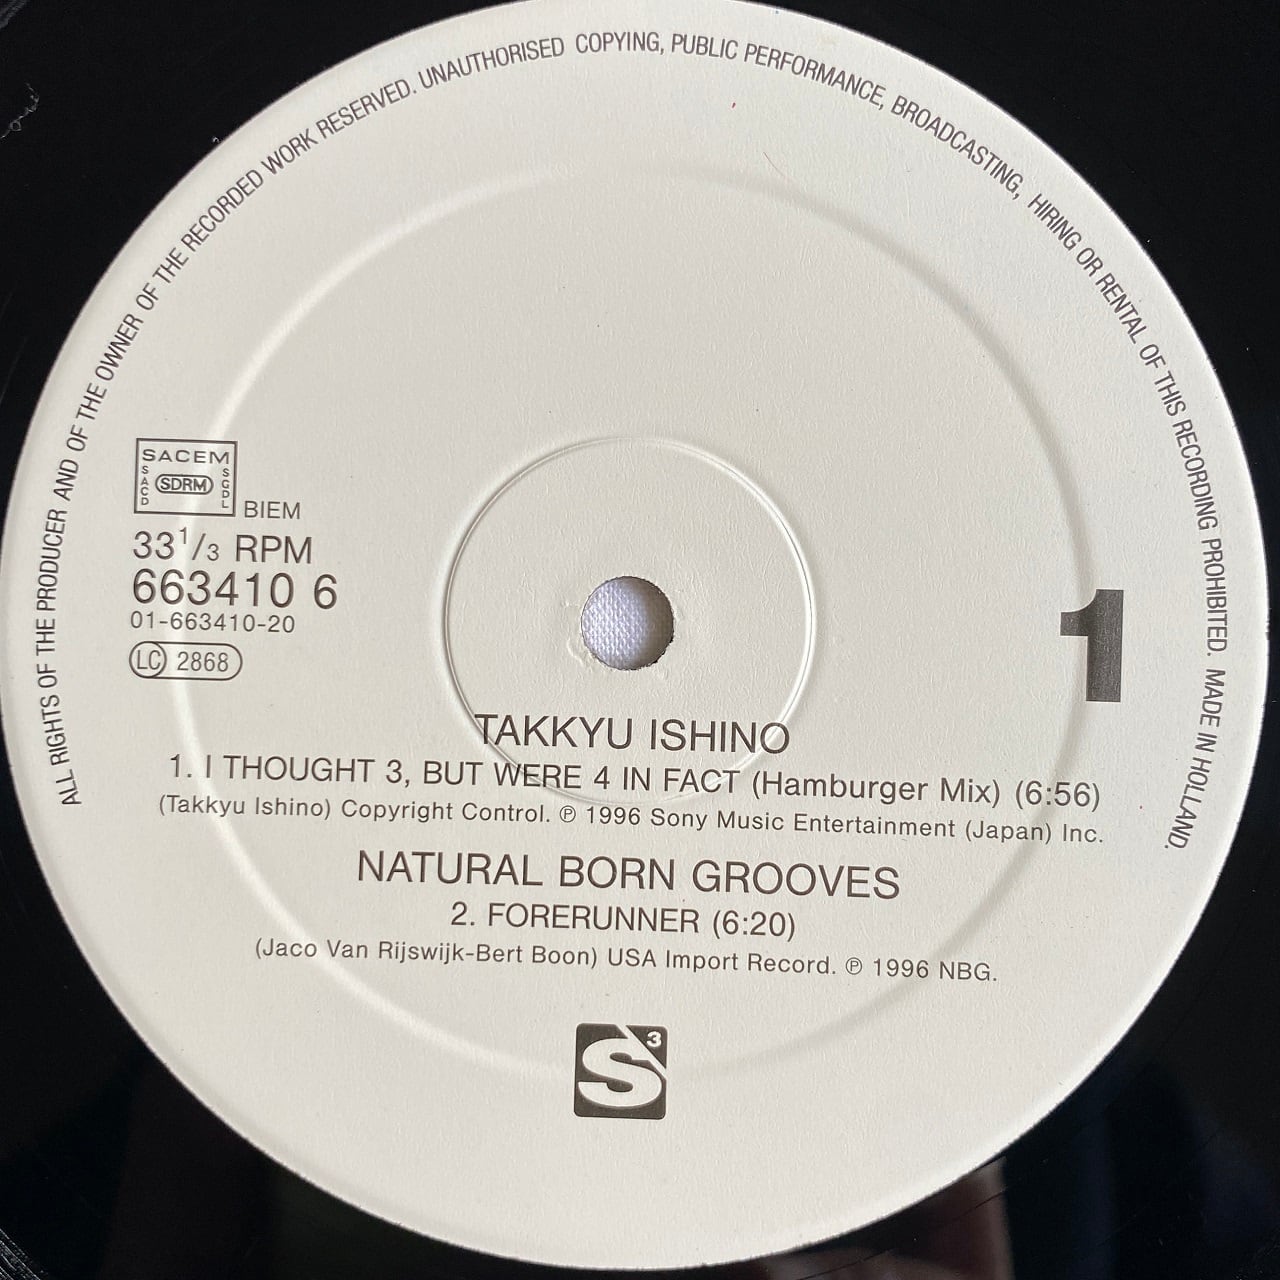 ALL RIGHTS OF THE PRODUCER AND OF THE OWNER OF THE RECORDED WORK RESERVED. UNAUTHORISED COPYING, PUBLIC PERFORMANCE, BROADCASTING, HIRING OR RENTAL OF THIS RECORDING PROHIBITED. MADE IN HOLLAND.
SACEM
SACD
SDRM
SGDL
BIEM
33 1/3 RPM
663410 6
01-663410-20
LC 2868
1
TAKKYU ISHINO
1. I THOUGHT 3, BUT WERE 4 IN FACT (Hamburger Mix) (6:56)
(Takkyu Ishino) Copyright Control. ℗ 1996 Sony Music Entertainment (Japan) Inc.
NATURAL BORN GROOVES
2. FORERUNNER (6:20)
(Jaco Van Rijswijk-Bert Boon) USA Import Record. ℗ 1996 NBG.
S3